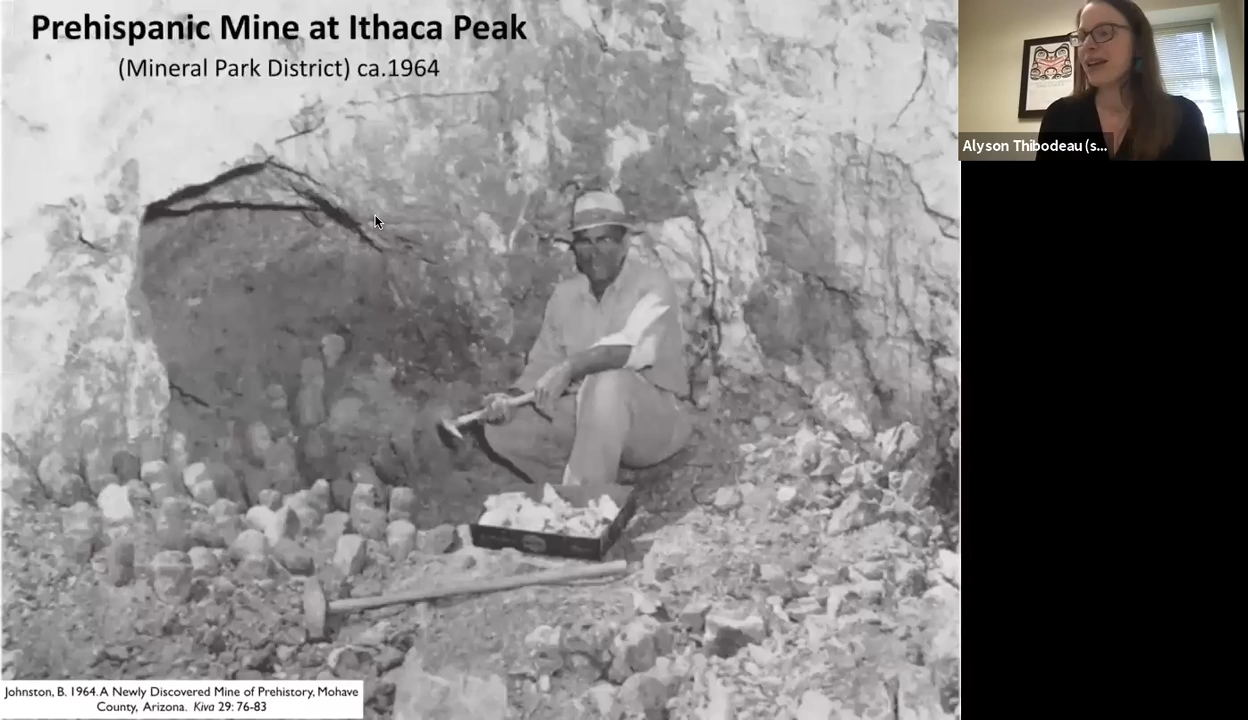 Prehispanic Mine at Ithaca Peak
(Mineral Park District) ca.1964
Alyson Thibodeau (s...
Johnston, B. 1964. A Newly Discovered Mine of Prehistory, Mohave
County, Arizona. Kiva 29: 76-83